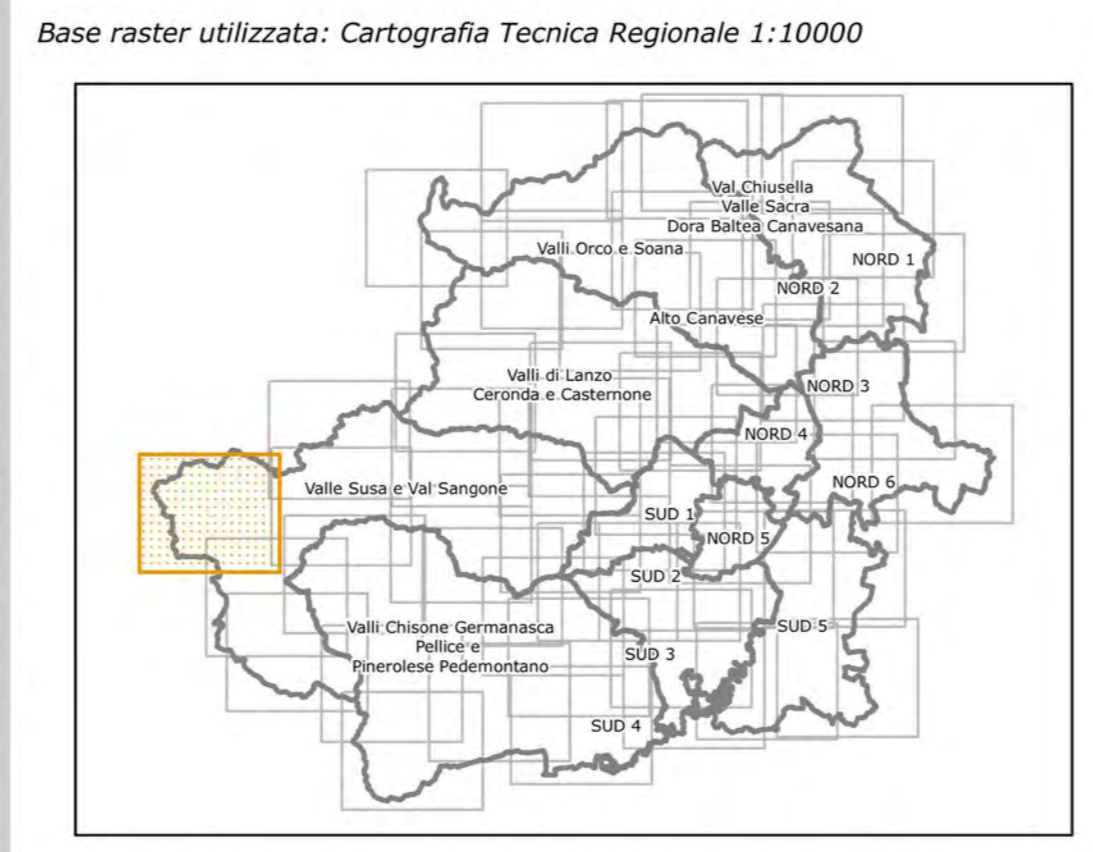 Base raster utilizzata: Cartografia Tecnica Regionale 1:10000
Val Chiusella
Valle Sacra
Dora Baltea Canavesana
Valli Orco e Soana
NORD 1
NORD 2
Alto Canavese
Valli di Lanzo
Ceronda e Casternone
NORD 3
NORD 4
Valle Susa e Val Sangone
NORD 6
SUD 1
NORD 5
SUD 2
Valli Chisone Germanasca
Pellice e
Pinerolese Pedemontano
SUD 5
SUD 3
SUD 4